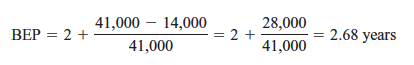 BEP = 2 + (41,000 − 14,000) / 41,000 = 2 + 28,000 / 41,000 = 2.68 years